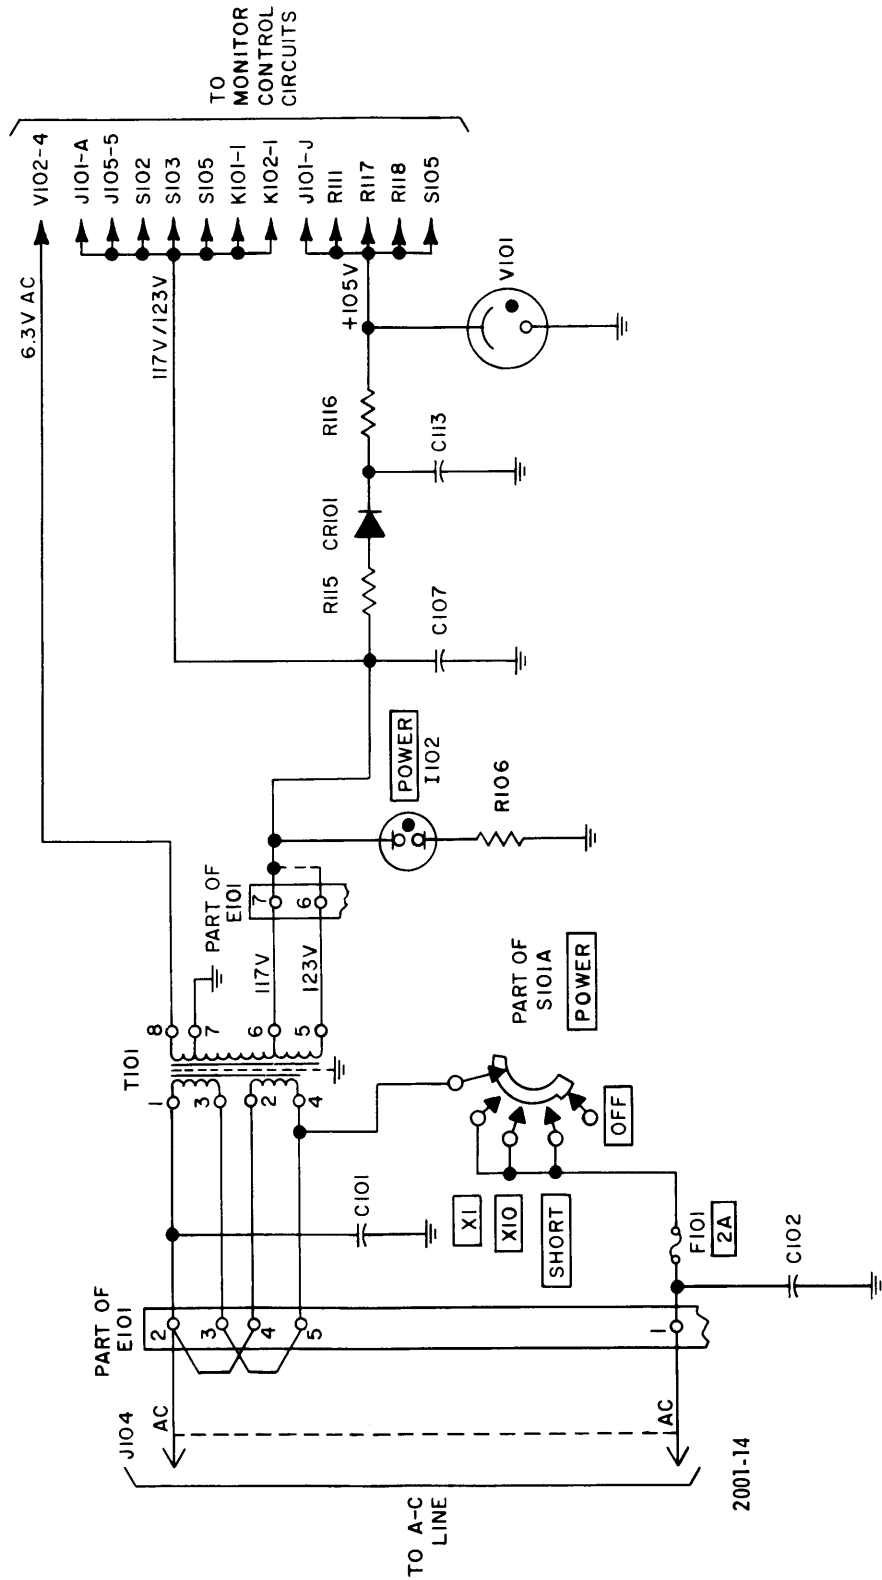 TO A-C
LINE
J104
AC
AC
PART OF
E101
2
3
4
5
1
C101
C102
F101
2A
X1
X10
SHORT
OFF
PART OF
S101A
POWER
T101
1
3
2
4
8
7
6
5
117V
123V
PART OF
E101
7
6
POWER
I102
R106
C107
R115
CR101
C113
R116
V101
6.3V AC
117V/123V
+105V
V102-4
J101-A
J105-5
S102
S103
S105
K101-1
K102-1
J101-J
R111
R117
R118
S105
TO
MONITOR
CONTROL
CIRCUITS
2001-14